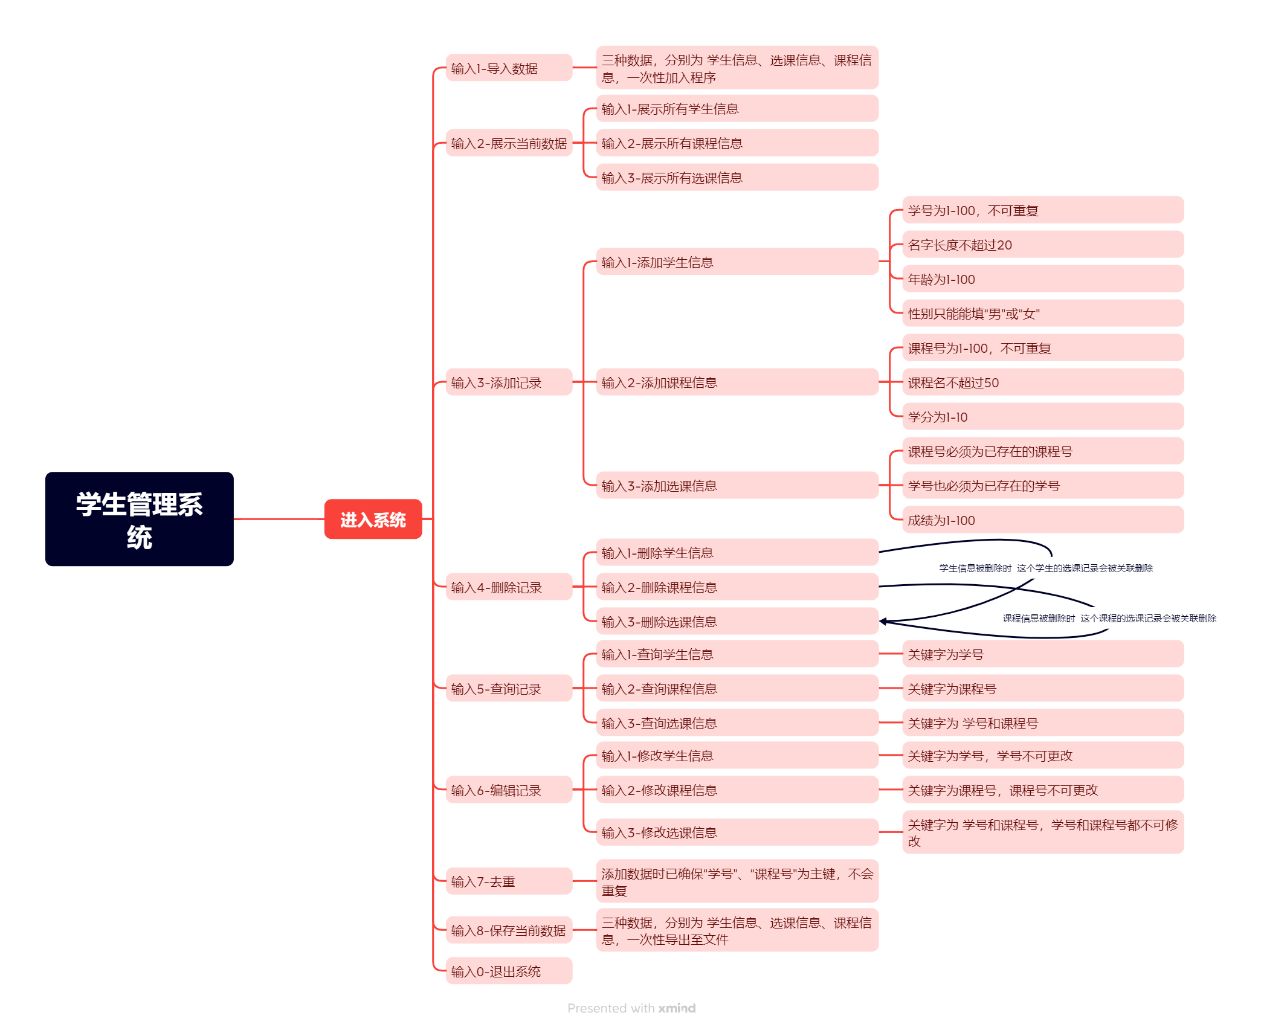 学生管理系
统
进入系统
输入1-导入数据
三种数据，分别为 学生信息、选课信息、课程信
息，一次性加入程序
输入2-展示当前数据
输入1-展示所有学生信息
输入2-展示所有课程信息
输入3-展示所有选课信息
输入3-添加记录
输入1-添加学生信息
学号为1-100，不可重复
名字长度不超过20
年龄为1-100
性别只能能填"男"或"女"
输入2-添加课程信息
课程号为1-100，不可重复
课程名不超过50
学分为1-10
输入3-添加选课信息
课程号必须为已存在的课程号
学号也必须为已存在的学号
成绩为1-100
输入4-删除记录
输入1-删除学生信息
学生信息被删除时 这个学生的选课记录会被关联删除
输入2-删除课程信息
课程信息被删除时 这个课程的选课记录会被关联删除
输入3-删除选课信息
输入5-查询记录
输入1-查询学生信息
关键字为学号
输入2-查询课程信息
关键字为课程号
输入3-查询选课信息
关键字为 学号和课程号
输入6-编辑记录
输入1-修改学生信息
关键字为学号，学号不可更改
输入2-修改课程信息
关键字为课程号，课程号不可更改
输入3-修改选课信息
关键字为 学号和课程号，学号和课程号都不可修
改
输入7-去重
添加数据时已确保"学号"、"课程号"为主键，不会
重复
输入8-保存当前数据
三种数据，分别为 学生信息、选课信息、课程信
息，一次性导出至文件
输入0-退出系统
Presented with xmind